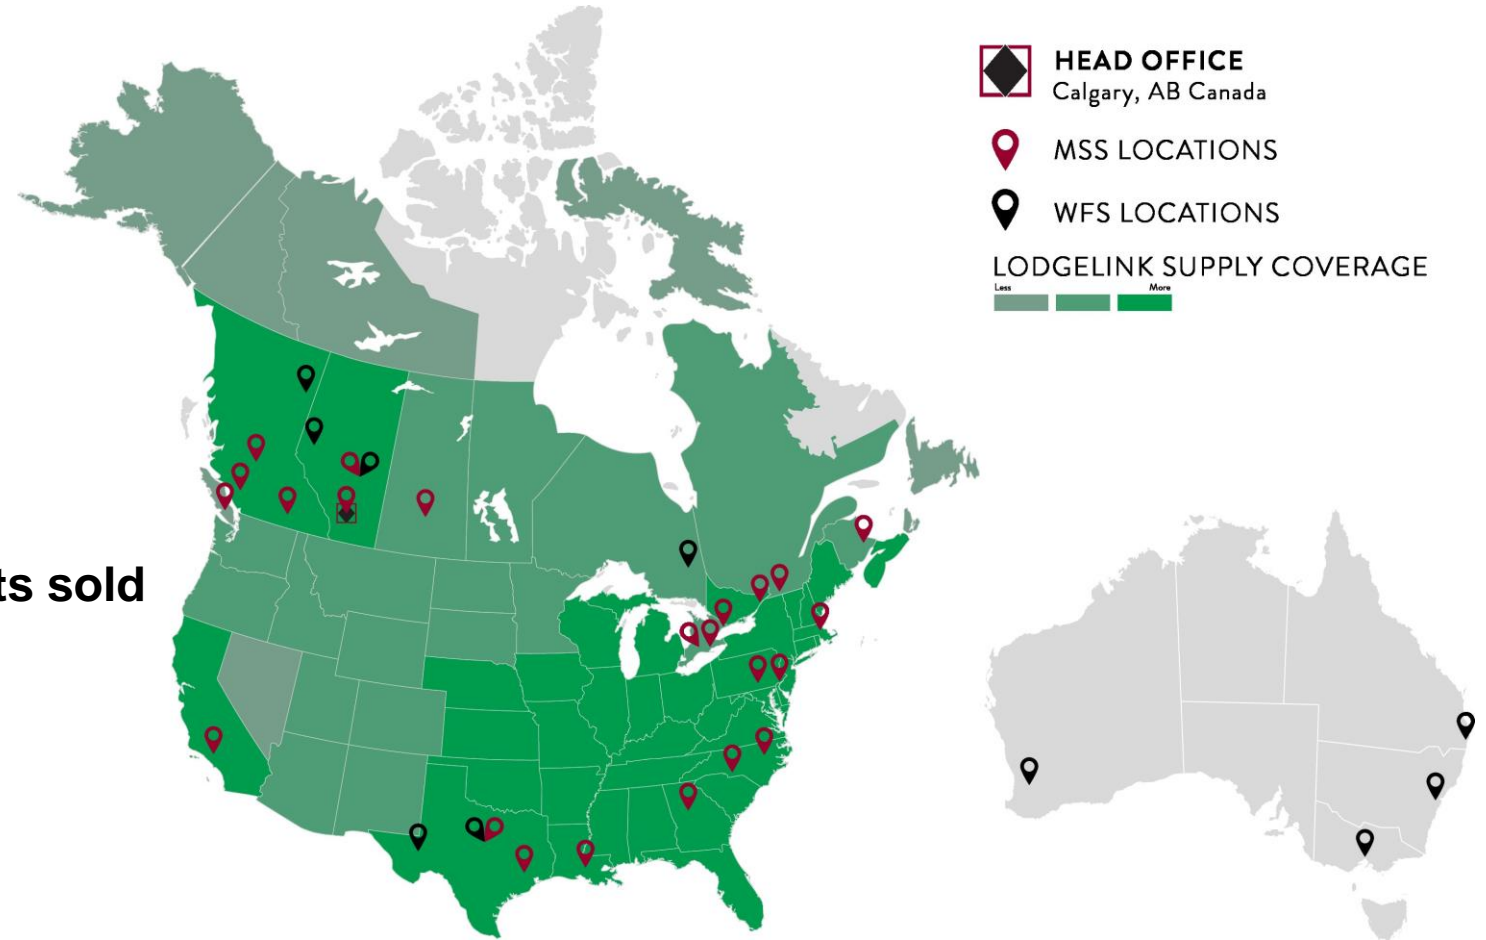 HEAD OFFICE
Calgary, AB Canada
MSS LOCATIONS
WFS LOCATIONS
LODGELINK SUPPLY COVERAGE
Less More
ts sold